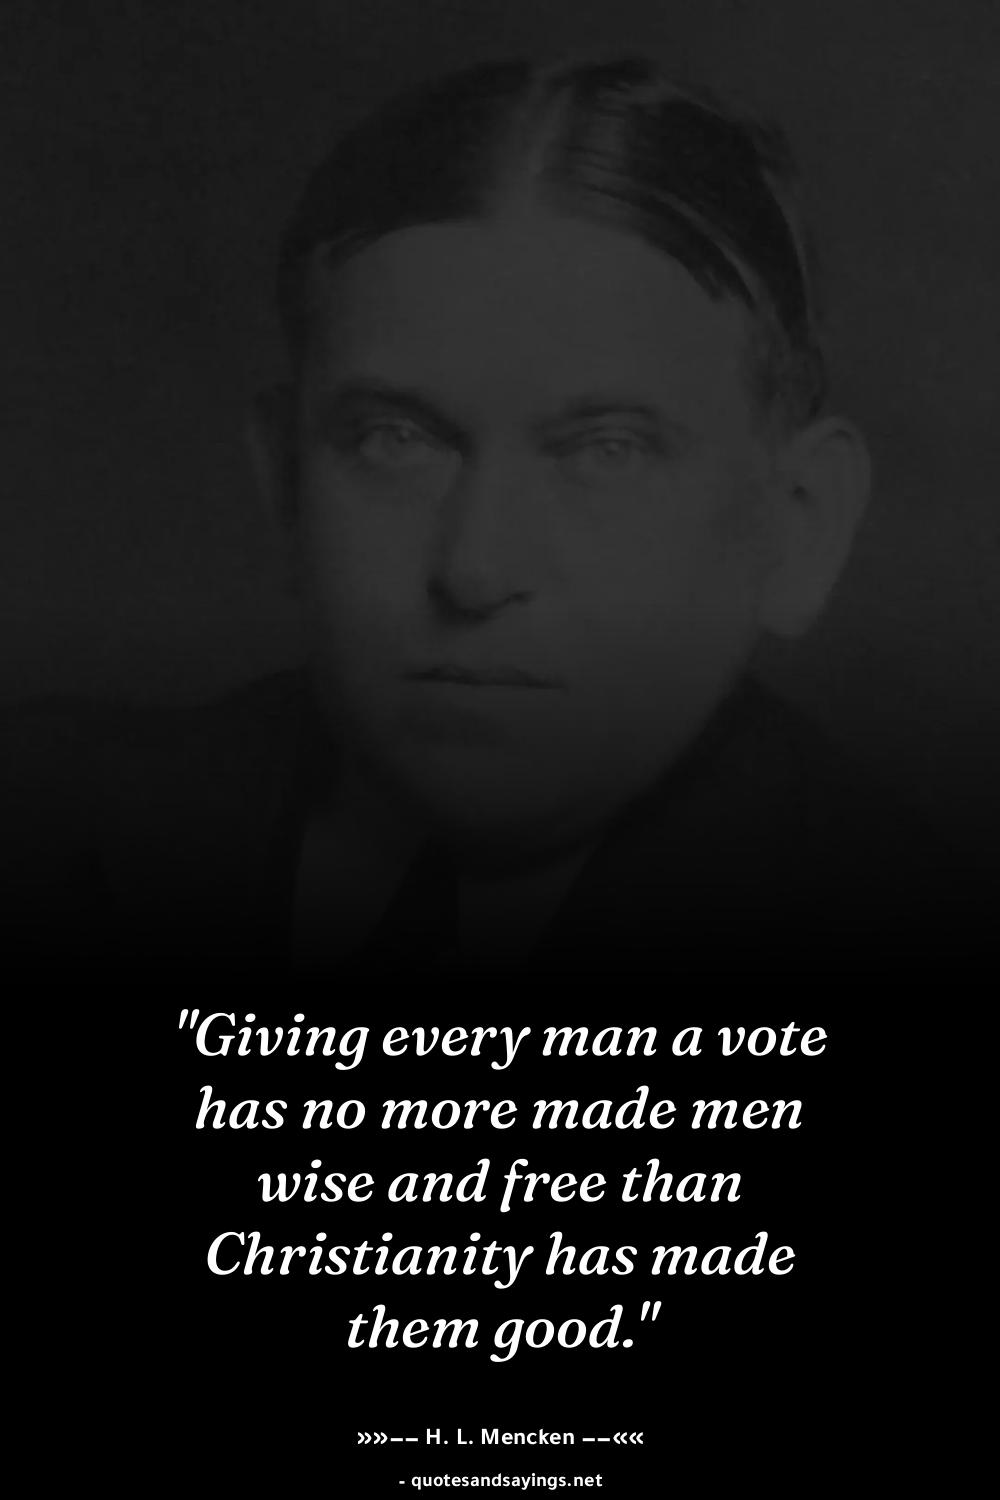 "Giving every man a vote
has no more made men
wise and free than
Christianity has made
them good."
»»–– H. L. Mencken ––««
- quotesandsayings.net